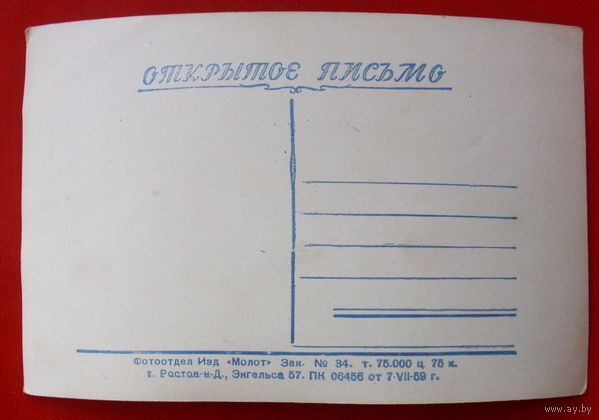 ОТКРЫТОЕ ПИСЬМО
Фотоотдел Изд «Молот» Зак. № 34. т. 75.000 ц. 75 к.
г. Ростов-н-Д., Энгельса 57. ПК 06456 от 7-VII-59 г.
www.ay.by